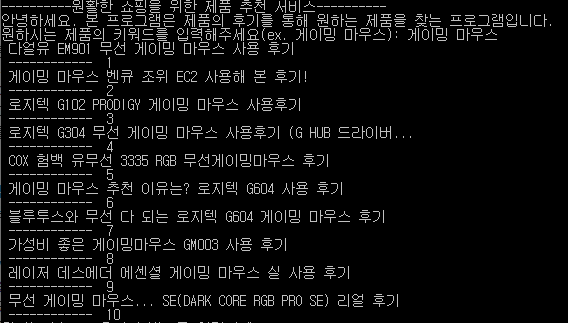 ----------원활한 쇼핑을 위한 제품 추천 서비스----------
안녕하세요. 본 프로그램은 제품의 후기를 통해 원하는 제품을 찾는 프로그램입니다.
원하시는 제품의 키워드를 입력해주세요(ex. 게이밍 마우스): 게이밍 마우스
다얼유 EM901 무선 게이밍 마우스 사용 후기
------------ 1
게이밍 마우스 벤큐 조위 EC2 사용해 본 후기!
------------ 2
로지텍 G102 PRODIGY 게이밍 마우스 사용후기
------------ 3
로지텍 G304 무선 게이밍 마우스 사용후기 (G HUB 드라이버...
------------ 4
COX 험백 유무선 3335 RGB 무선게이밍마우스 후기
------------ 5
게이밍 마우스 추천 이유는? 로지텍 G604 사용 후기
------------ 6
블루투스와 무선 다 되는 로지텍 G604 게이밍 마우스 후기
------------ 7
가성비 좋은 게이밍마우스 GM003 사용 후기
------------ 8
레이저 데스에더 에센셜 게이밍 마우스 실 사용 후기
------------ 9
무선 게이밍 마우스... SE(DARK CORE RGB PRO SE) 리얼 후기
------------ 10